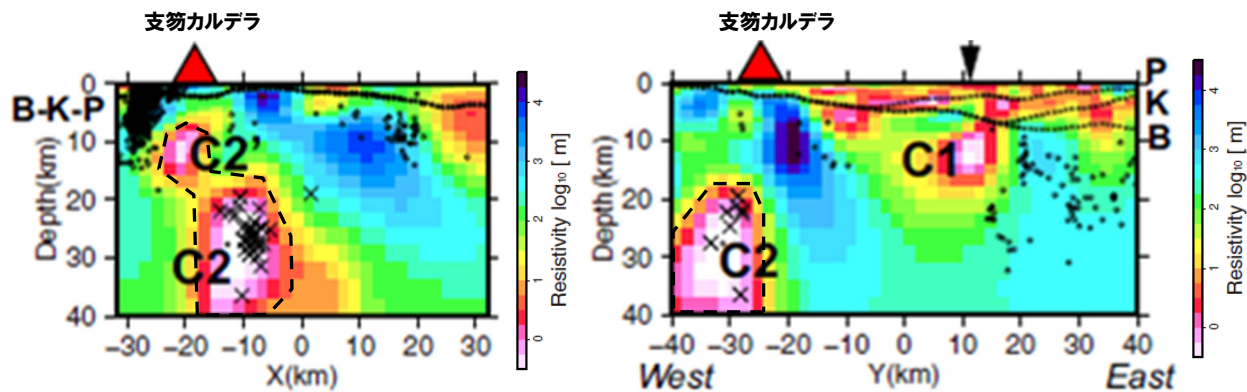 支笏カルデラ
0
10
20
30
40
Depth(km)
B-K-P
C2'
C2
-30 -20 -10 0 10 20 30
X(km)
4
3
2
1
0
Resistivity log10 [ m]
支笏カルデラ
0
10
20
30
40
Depth(km)
P
K
B
C1
C2
-40 -30 -20 -10 0 10 20 30 40
West Y(km) East
4
3
2
1
0
Resistivity log10 [ m]